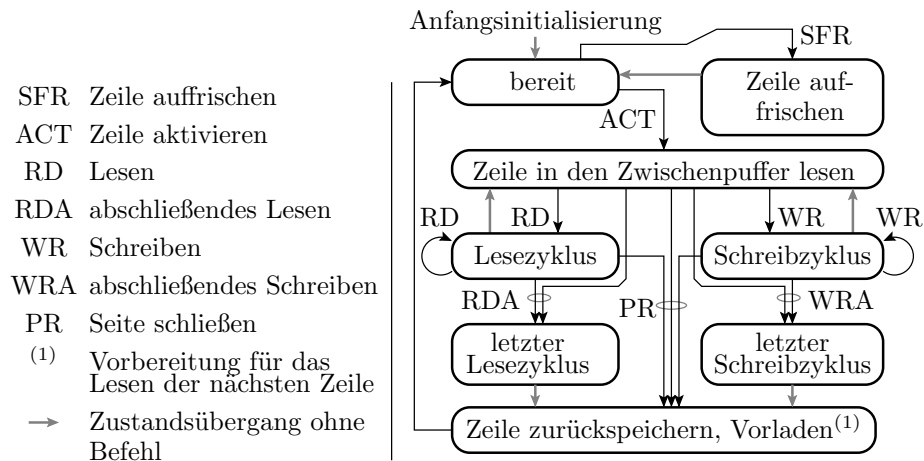 SFR Zeile auffrischen
ACT Zeile aktivieren
RD Lesen
RDA abschließendes Lesen
WR Schreiben
WRA abschließendes Schreiben
PR Seite schließen
(1) Vorbereitung für das
Lesen der nächsten Zeile
Zustandsübergang ohne
Befehl
Anfangsinitialisierung
SFR
bereit
Zeile auf-
frischen
ACT
Zeile in den Zwischenpuffer lesen
RD
RD
WR
WR
Lesezyklus
Schreibzyklus
RDA
PR
WRA
letzter
Lesezyklus
letzter
Schreibzyklus
Zeile zurückspeichern, Vorladen(1)